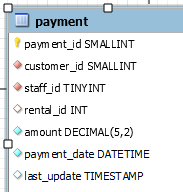 payment
payment_id SMALLINT
customer_id SMALLINT
staff_id TINYINT
rental_id INT
amount DECIMAL(5,2)
payment_date DATETIME
last_update TIMESTAMP